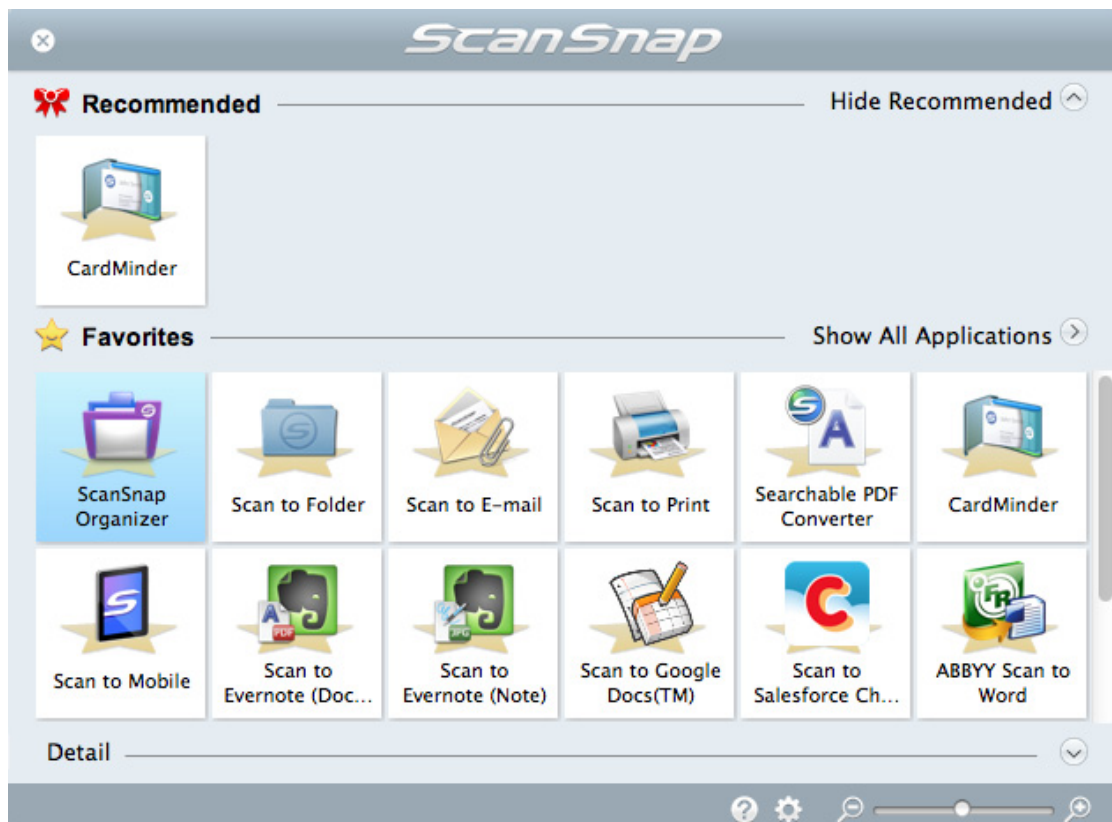 ScanSnap
Recommended
Hide Recommended
CardMinder
Favorites
Show All Applications
ScanSnap
Organizer
Scan to Folder
Scan to E-mail
Scan to Print
Searchable PDF
Converter
CardMinder
Scan to Mobile
Scan to
Evernote (Doc...
Scan to
Evernote (Note)
Scan to Google
Docs(TM)
Scan to
Salesforce Ch...
ABBYY Scan to
Word
Detail